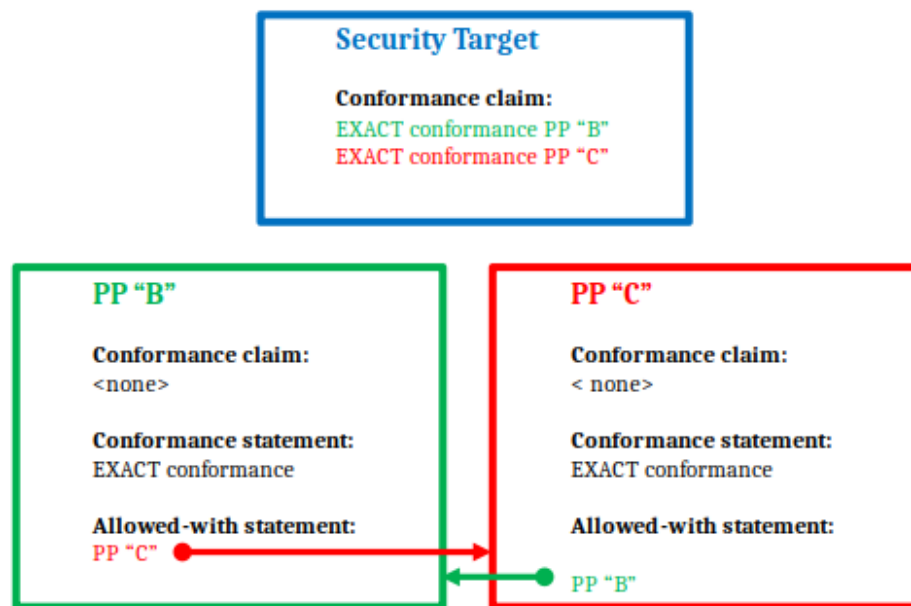 Security Target
Conformance claim:
EXACT conformance PP “B”
EXACT conformance PP “C”
PP “B”
Conformance claim:
<none>
Conformance statement:
EXACT conformance
Allowed-with statement:
PP “C”
PP “C”
Conformance claim:
< none>
Conformance statement:
EXACT conformance
Allowed-with statement:
PP “B”